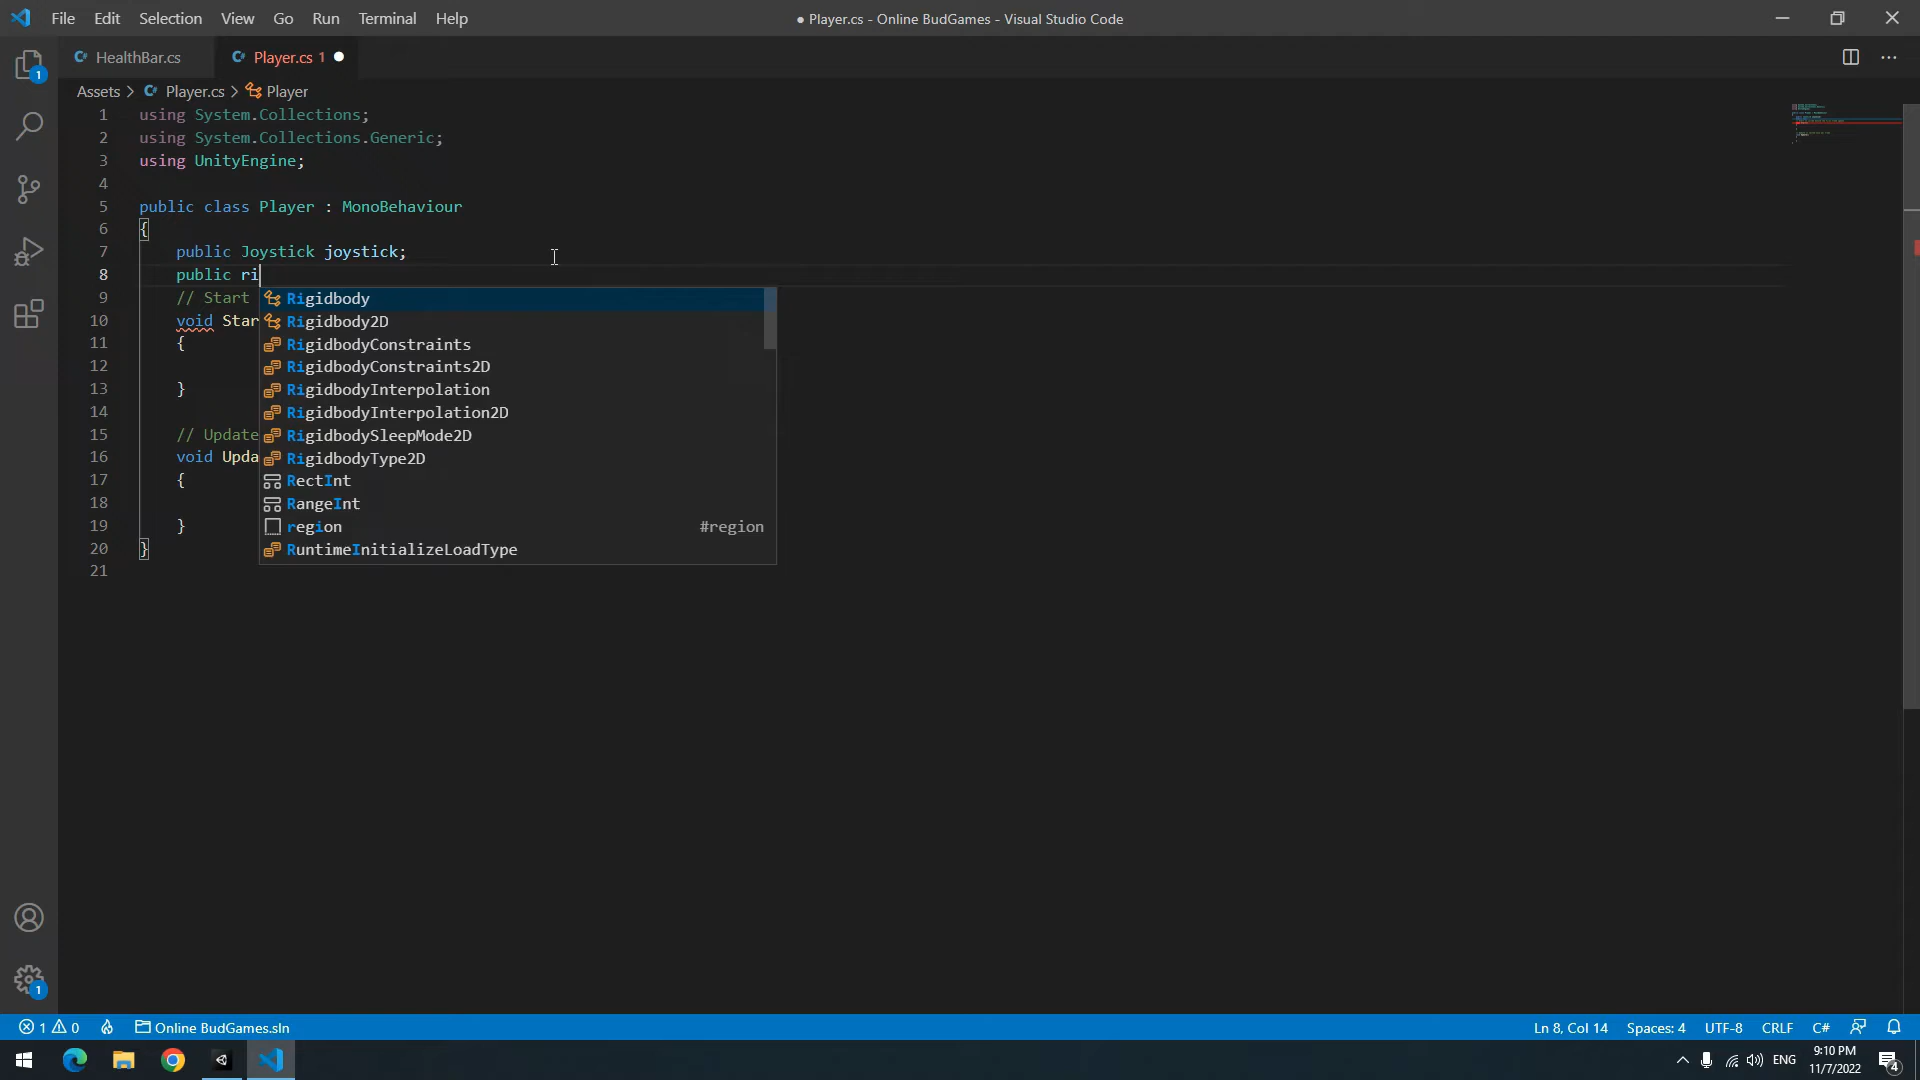 File Edit Selection View Go Run Terminal Help
● Player.cs - Online BudGames - Visual Studio Code
HealthBar.cs
Player.cs 1
Assets > Player.cs > Player
1 using System.Collections;
2 using System.Collections.Generic;
3 using UnityEngine;
4
5 public class Player : MonoBehaviour
6 {
7 public Joystick joystick;
8 public ri
9 // Start
10 void Star
11 {
12
13 }
14
15 // Update
16 void Upda
17 {
18
19 }
20 }
21
Rigidbody
Rigidbody2D
RigidbodyConstraints
RigidbodyConstraints2D
RigidbodyInterpolation
RigidbodyInterpolation2D
RigidbodySleepMode2D
RigidbodyType2D
RectInt
RangeInt
region #region
RuntimeInitializeLoadType
1
1
1 0 Online BudGames.sln
Ln 8, Col 14 Spaces: 4 UTF-8 CRLF C#
ENG
9:10 PM
11/7/2022
4